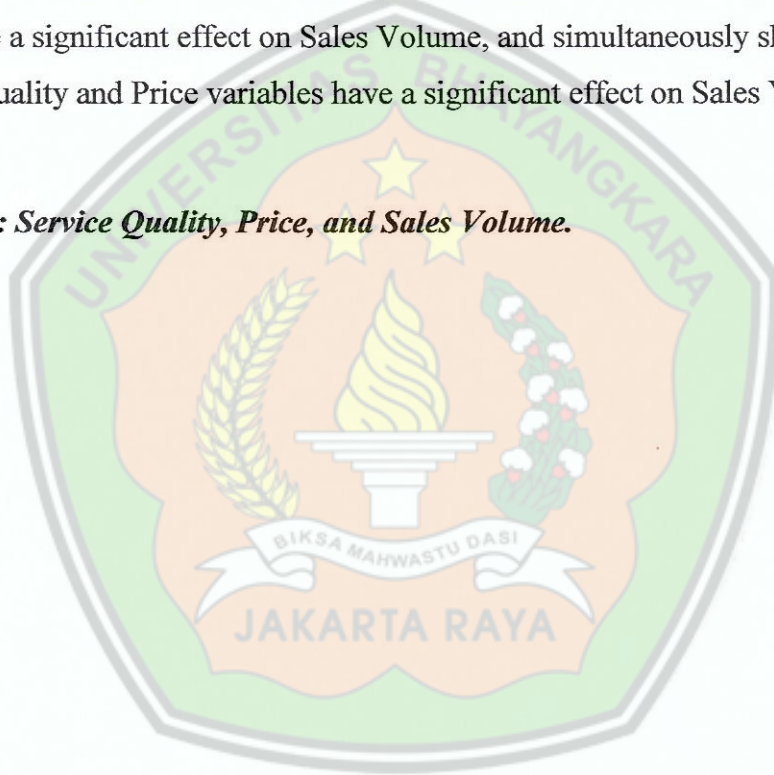 a significant effect on Sales Volume, and simultaneously
uality and Price variables have a significant effect on Sales
: Service Quality, Price, and Sales Volume.
UNIVERSITAS BHAYANGKARA
BIKSA MAHWASTU DASI
JAKARTA RAYA